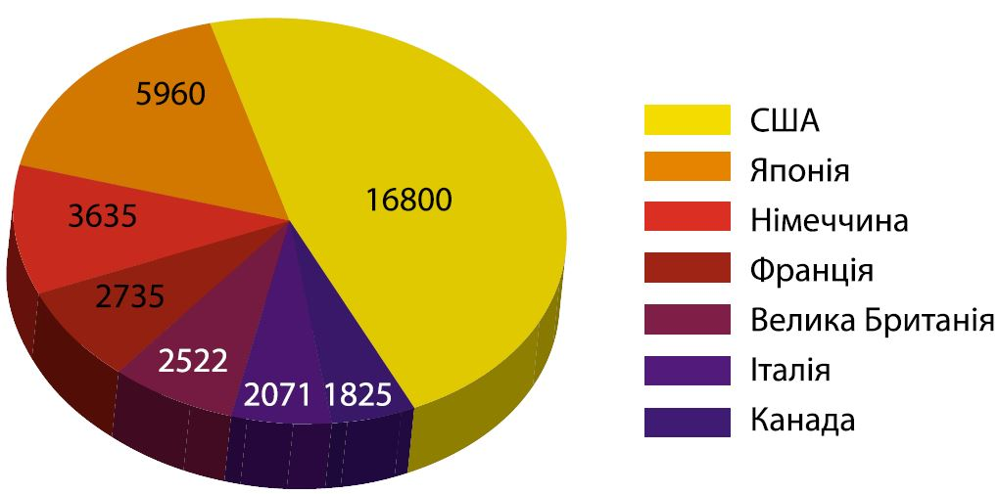 5960
16800
3635
2735
2522
2071
1825
США
Японія
Німеччина
Франція
Велика Британія
Італія
Канада